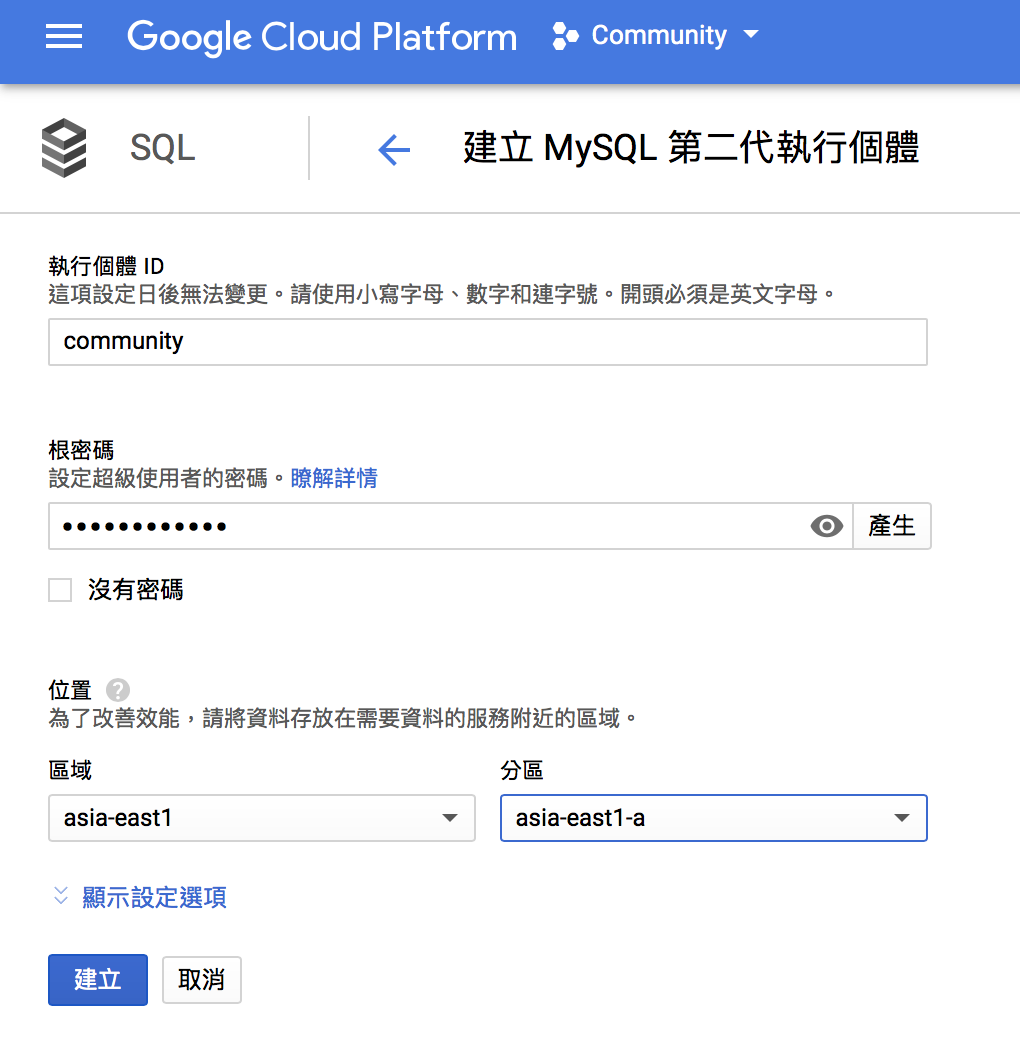 Google Cloud Platform Community
SQL
建立 MySQL 第二代執行個體
執行個體 ID
這項設定日後無法變更。請使用小寫字母、數字和連字號。開頭必須是英文字母。
community
根密碼
設定超級使用者的密碼。瞭解詳情
••••••••••••
產生
沒有密碼
位置 ?
為了改善效能，請將資料存放在需要資料的服務附近的區域。
區域 分區
asia-east1 asia-east1-a
顯示設定選項
建立 取消